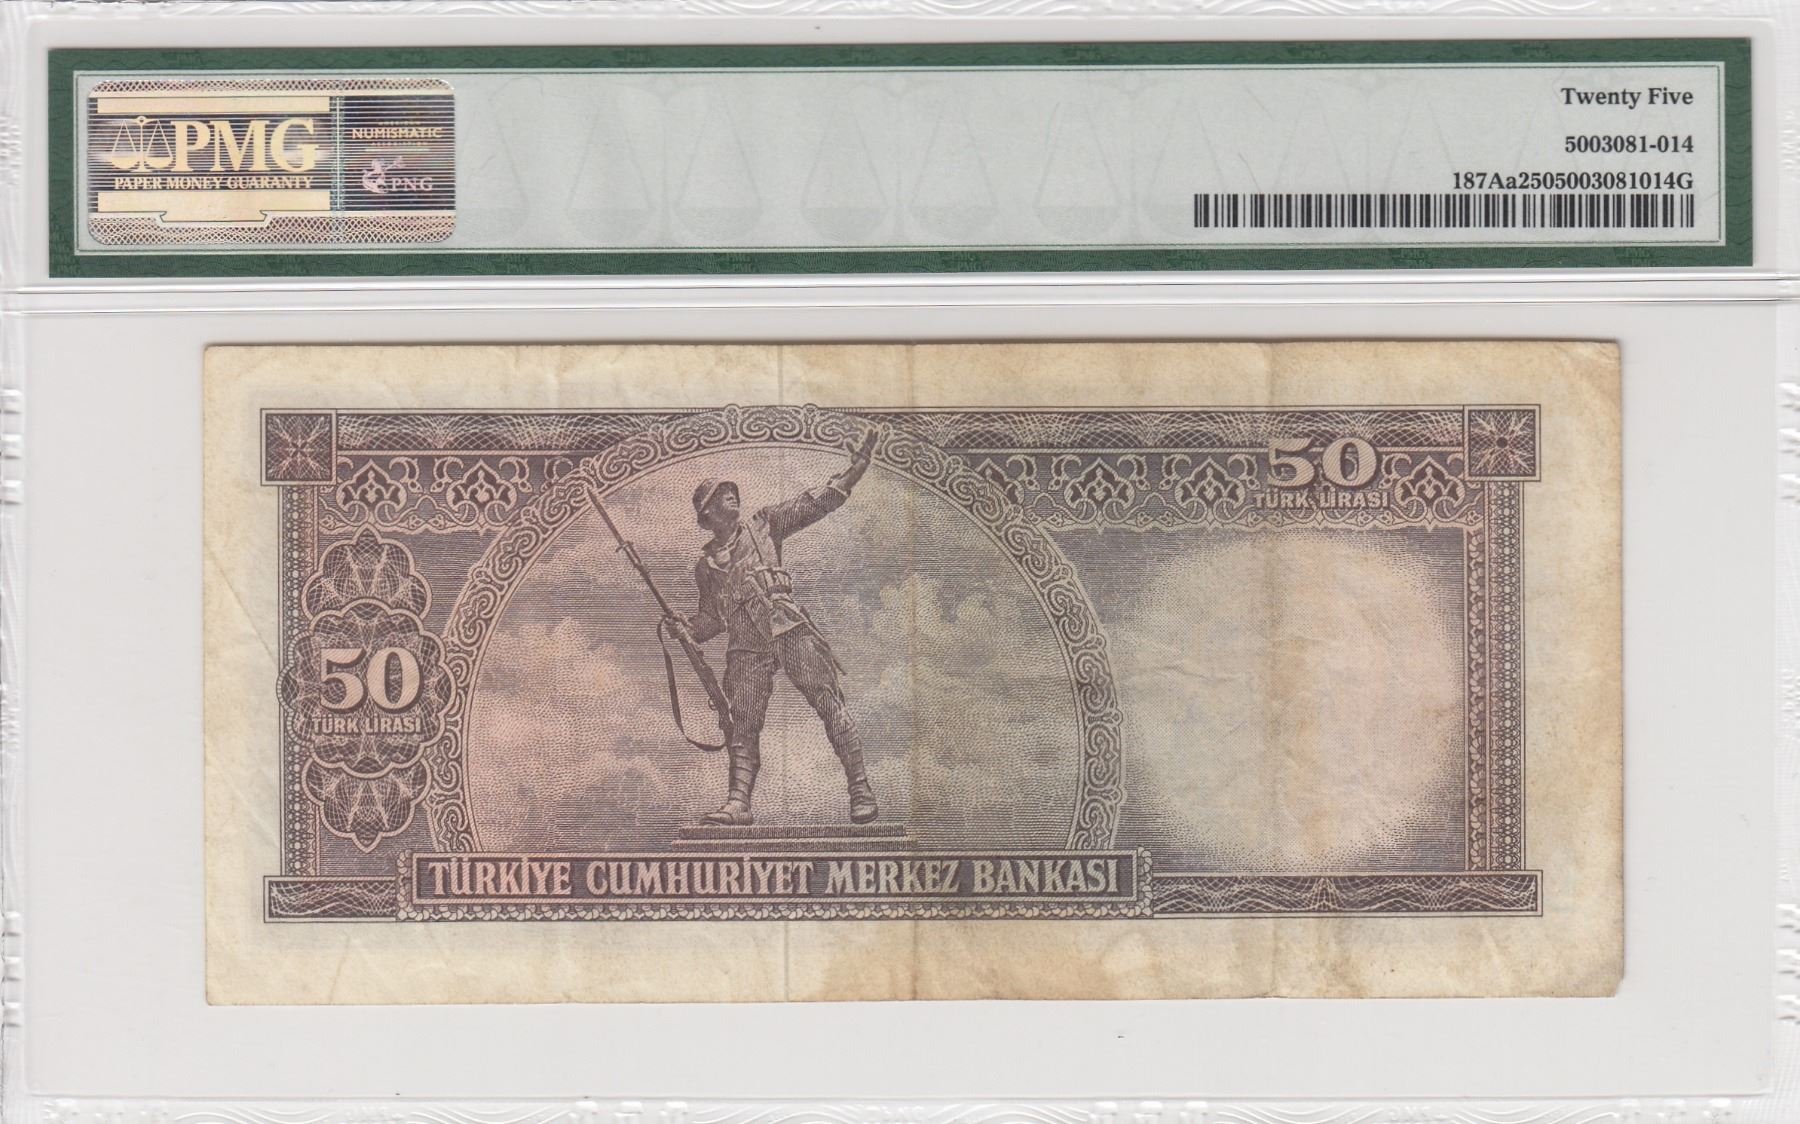 PMG
PAPER MONEY GUARANTY
NUMISMATIC
PNG
Twenty Five
5003081-014
187Aa2505003081014G
50
TÜRK LİRASI
50
TÜRK LİRASI
TÜRKİYE CUMHURİYET MERKEZ BANKASI